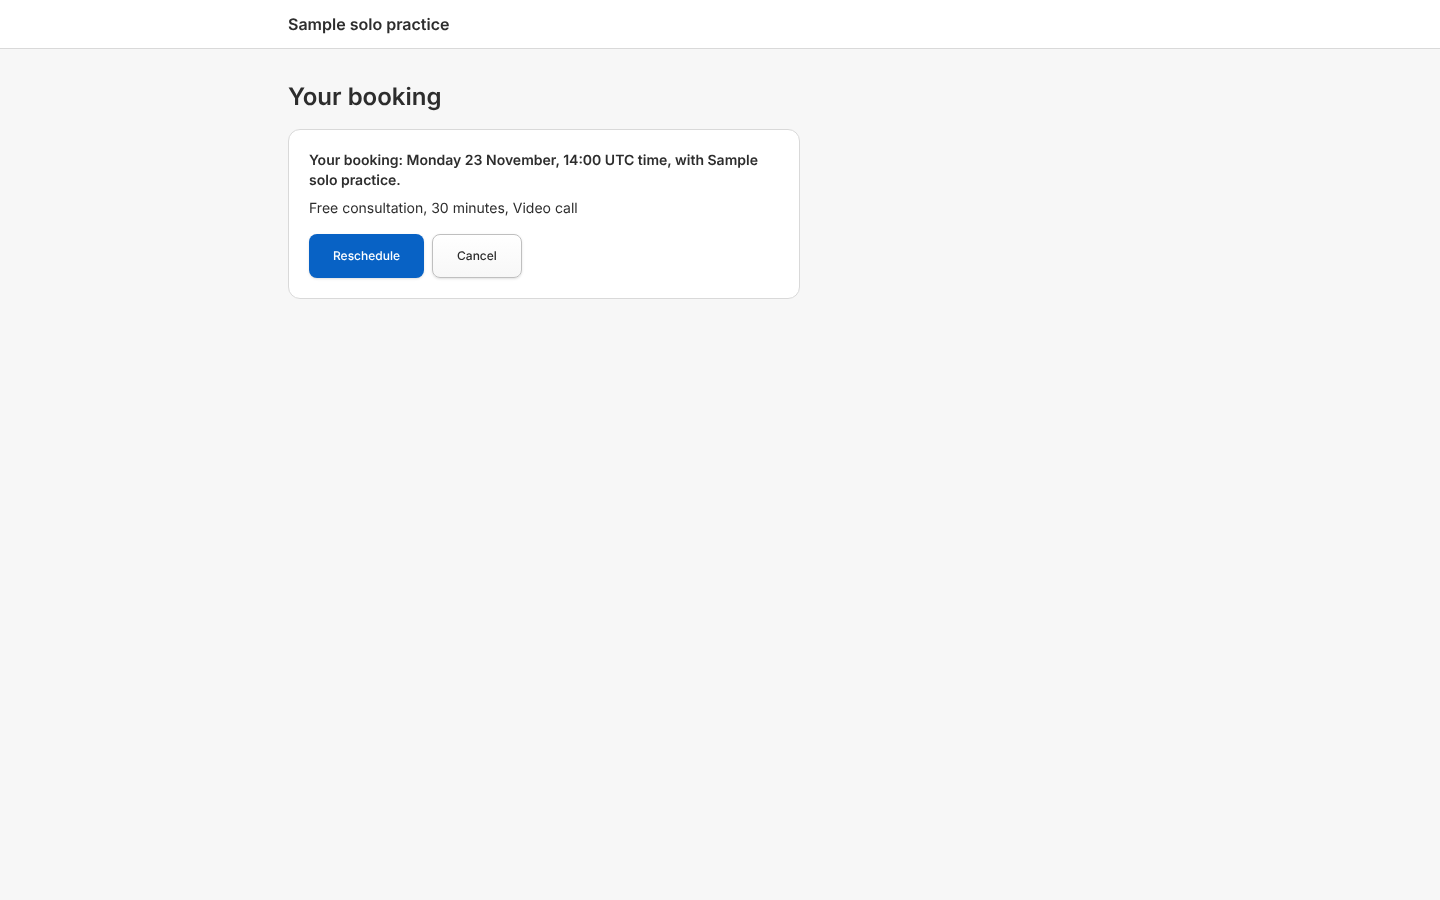 Sample solo practice
Your booking
Your booking: Monday 23 November, 14:00 UTC time, with Sample
solo practice.
Free consultation, 30 minutes, Video call
Reschedule
Cancel